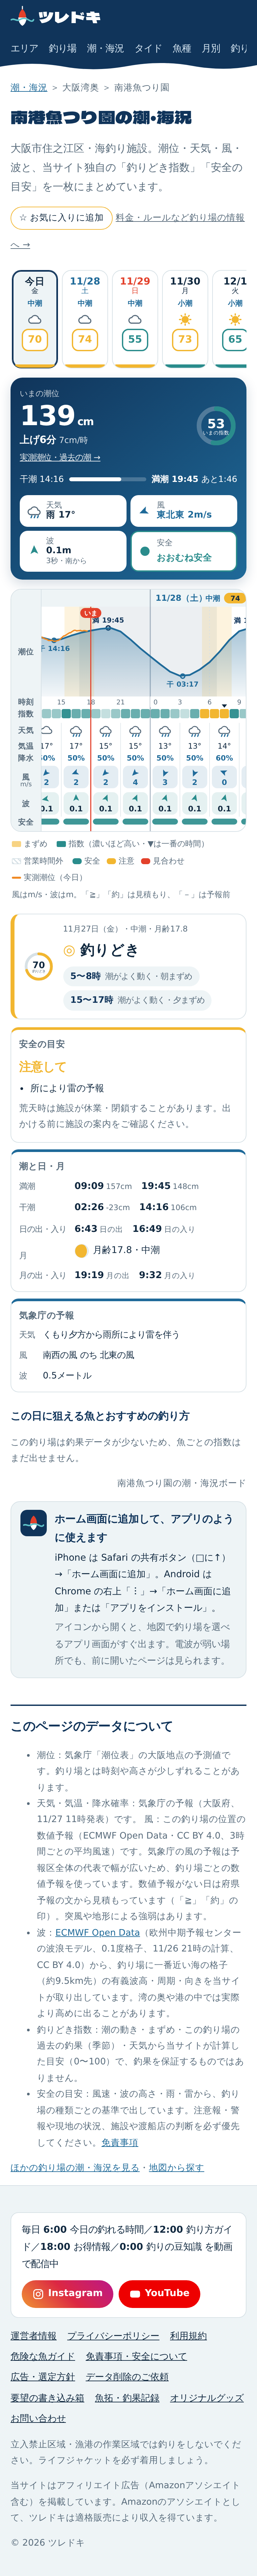 ツレドキ
エリア 釣り場 潮・海況 タイド 魚種 月別 釣り
潮・海況 > 大阪湾奥 > 南港魚つり園
南港魚つり園の潮・海況
大阪市住之江区・海釣り施設。潮位・天気・風・
波と、当サイト独自の「釣りどき指数」「安全の
目安」を一枚にまとめています。
☆ お気に入りに追加 料金・ルールなど釣り場の情報
へ →
今日 11/28 11/29 11/30 12/1
金 土 日 月 火
中潮 中潮 中潮 小潮 小潮
70 74 55 73 65
いまの潮位
139 cm
上げ6分 7cm/時
実測潮位・過去の潮 →
53
いまの指数
干潮 14:16 満潮 19:45 あと1:46
天気
雨 17°
風
東北東 2m/s
波
0.1m
3秒・南から
安全
おおむね安全
11/28（土）中潮 74
いま
満 19:45
干 14:16
干 03:17
潮位
時刻 15 18 21 0 3 6 9
指数
天気
気温 17° 17° 15° 15° 13° 13° 14°
降水 50% 50% 50% 50% 50% 50% 60%
風 m/s 2 2 2 4 3 2 0
波 0.1 0.1 0.1 0.1 0.1 0.1 0.1
安全
まずめ 指数（濃いほど高い・▼は一番の時間）
営業時間外 安全 注意 見合わせ
実測潮位（今日）
風はm/s・波はm。「≧」「約」は見積もり、「－」は予報前
11月27日（金）・中潮・月齢17.8
70
釣りどき
◎ 釣りどき
5〜8時 潮がよく動く・朝まずめ
15〜17時 潮がよく動く・夕まずめ
安全の目安
注意して
• 所により雷の予報
荒天時は施設が休業・閉鎖することがあります。出
かける前に施設の案内をご確認ください。
潮と日・月
満潮 09:09 157cm 19:45 148cm
干潮 02:26 -23cm 14:16 106cm
日の出・入り 6:43 日の出 16:49 日の入り
月 月齢17.8・中潮
月の出・入り 19:19 月の出 9:32 月の入り
気象庁の予報
天気 くもり夕方から雨所により雷を伴う
風 南西の風 のち 北東の風
波 0.5メートル
この日に狙える魚とおすすめの釣り方
この釣り場は釣果データが少ないため、魚ごとの指数は
まだ出せません。
南港魚つり園の潮・海況ボード
ホーム画面に追加して、アプリのよう
に使えます
iPhone は Safari の共有ボタン（□に↑）
→「ホーム画面に追加」。Android は
Chrome の右上「︙」→「ホーム画面に追
加」または「アプリをインストール」。
アイコンから開くと、地図で釣り場を選べ
るアプリ画面がすぐ出ます。電波が弱い場
所でも、前に開いたページは見られます。
このページのデータについて
• 潮位：気象庁「潮位表」の大阪地点の予測値で
す。釣り場とは時刻や高さが少しずれることがあ
ります。
• 天気・気温・降水確率：気象庁の予報（大阪府、
11/27 11時発表）です。 風：この釣り場の位置の
数値予報（ECMWF Open Data・CC BY 4.0、3時
間ごとの平均風速）です。気象庁の風の予報は予
報区全体の代表で幅が広いため、釣り場ごとの数
値予報を使っています。数値予報がない日は府県
予報の文から見積もっています（「≧」「約」の
印）。突風や地形による強弱はあります。
• 波：ECMWF Open Data（欧州中期予報センター
の波浪モデル、0.1度格子、11/26 21時の計算、
CC BY 4.0）から、釣り場に一番近い海の格子
（約9.5km先）の有義波高・周期・向きを当サイ
トが取り出しています。湾の奥や港の中では実際
より高めに出ることがあります。
• 釣りどき指数：潮の動き・まずめ・この釣り場の
過去の釣果（季節）・天気から当サイトが計算し
た目安（0〜100）で、釣果を保証するものではあ
りません。
• 安全の目安：風速・波の高さ・雨・雷から、釣り
場の種類ごとの基準で出しています。注意報・警
報や現地の状況、施設や渡船店の判断を必ず優先
してください。免責事項
ほかの釣り場の潮・海況を見る・地図から探す
毎日 6:00 今日の釣れる時間／12:00 釣り方ガイ
ド／18:00 お得情報／0:00 釣りの豆知識 を動画
で配信中
Instagram YouTube
運営者情報 プライバシーポリシー 利用規約
危険な魚ガイド 免責事項・安全について
広告・選定方針 データ削除のご依頼
要望の書き込み箱 魚拓・釣果記録 オリジナルグッズ
お問い合わせ
立入禁止区域・漁港の作業区域では釣りをしないでくだ
さい。ライフジャケットを必ず着用しましょう。
当サイトはアフィリエイト広告（Amazonアソシエイト
含む）を掲載しています。Amazonのアソシエイトとし
て、ツレドキは適格販売により収入を得ています。
© 2026 ツレドキ